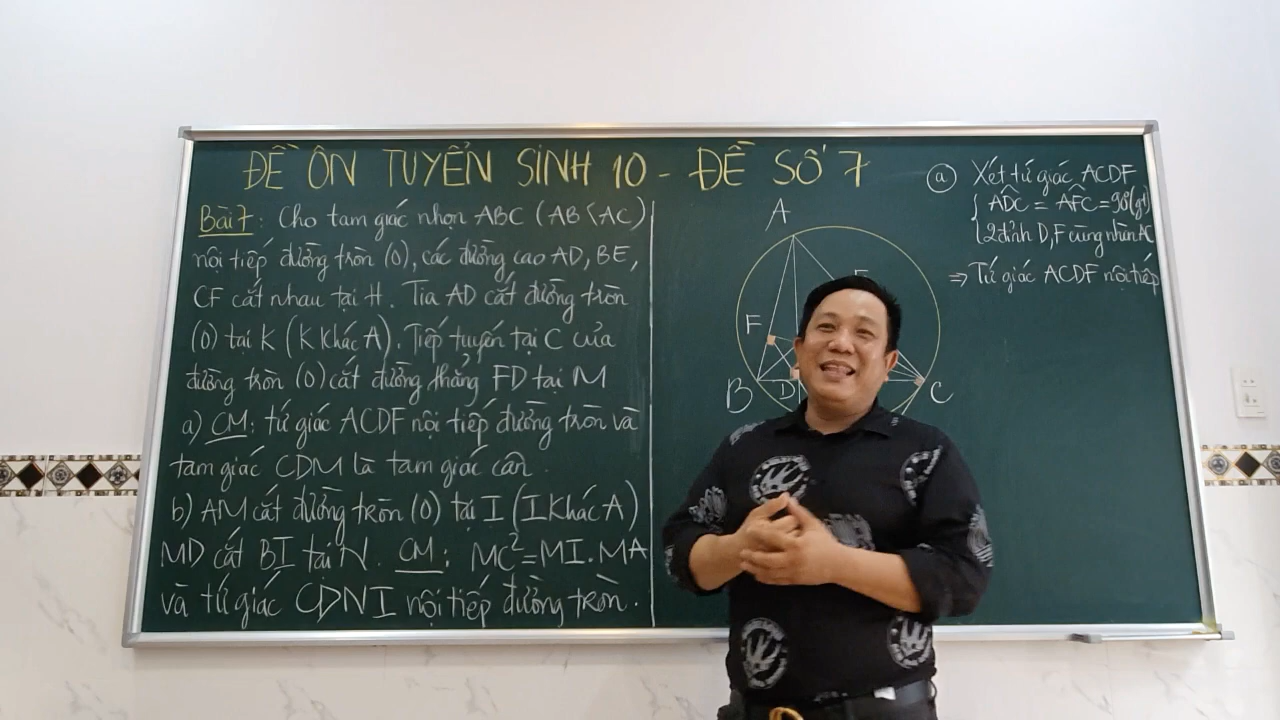 ĐỀ ÔN TUYỂN SINH 10 - ĐỀ SỐ 7
Bài 7: Cho tam giác nhọn ABC (AB<AC)
nội tiếp đường tròn (O), các đường cao AD, BE,
CF cắt nhau tại H. Tia AD cắt đường tròn
(O) tại K (K khác A). Tiếp tuyến tại C của
đường tròn (O) cắt đường thẳng FD tại M
a) CM: tứ giác ACDF nội tiếp đường tròn và
tam giác CDM là tam giác cân.
b) AM cắt đường tròn (O) tại I (I khác A)
MD cắt BI tại N. CM: MC²=MI.MA
và tứ giác CDNI nội tiếp đường tròn.
A
F
B
D
C
a) Xét tứ giác ACDF
{ ADC = AFC = 90°(gt)
2 đỉnh D,F cùng nhìn AC
⇒ Tứ giác ACDF nội tiếp